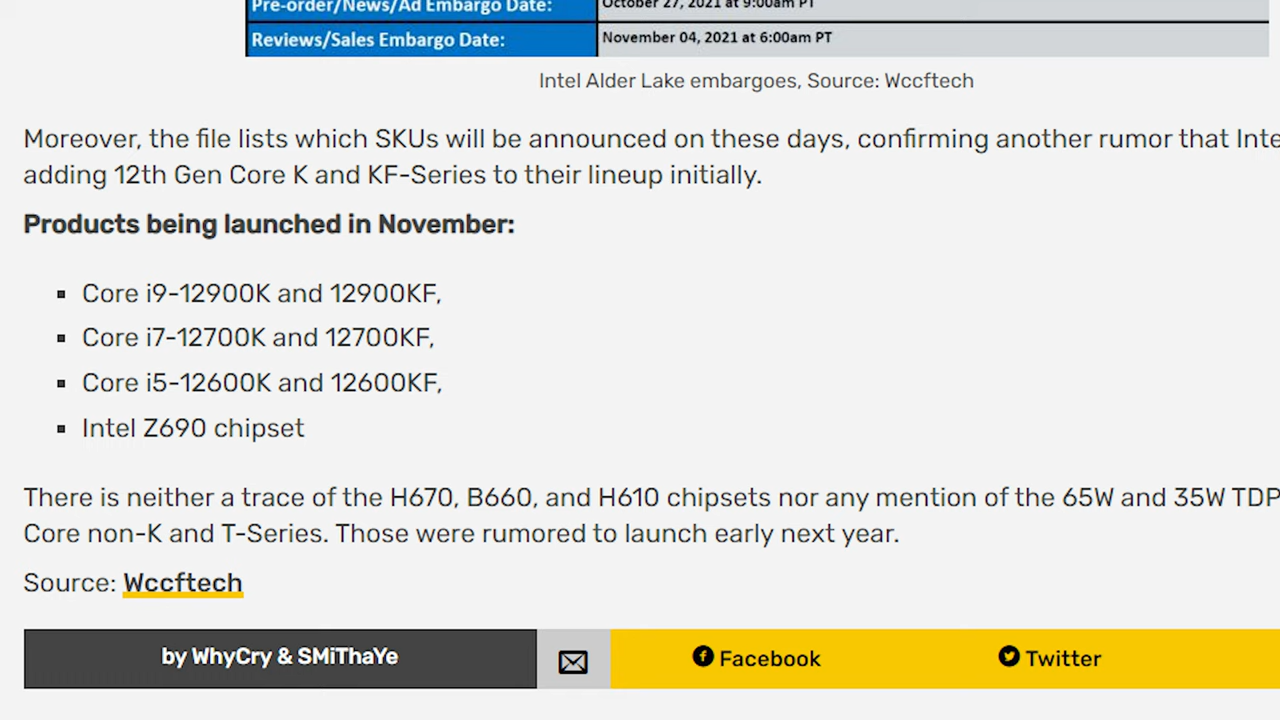 Pre-order/News/Ad Embargo Date: October 27, 2021 at 9:00am PT
Reviews/Sales Embargo Date: November 04, 2021 at 6:00am PT
Intel Alder Lake embargoes, Source: Wccftech
Moreover, the file lists which SKUs will be announced on these days, confirming another rumor that Inte
adding 12th Gen Core K and KF-Series to their lineup initially.
Products being launched in November:
Core i9-12900K and 12900KF,
Core i7-12700K and 12700KF,
Core i5-12600K and 12600KF,
Intel Z690 chipset
There is neither a trace of the H670, B660, and H610 chipsets nor any mention of the 65W and 35W TDP
Core non-K and T-Series. Those were rumored to launch early next year.
Source: Wccftech
by WhyCry & SMiThaYe
Facebook
Twitter